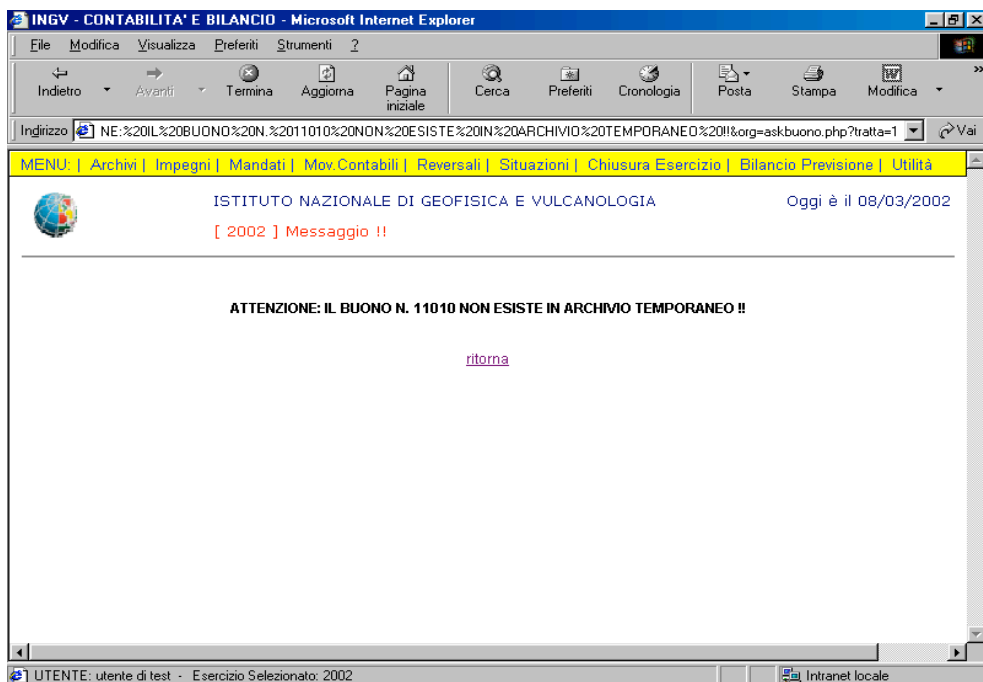 INGV - CONTABILITA' E BILANCIO - Microsoft Internet Explorer
File Modifica Visualizza Preferiti Strumenti ?
Indietro Avanti Termina Aggiorna Pagina iniziale Cerca Preferiti Cronologia Posta Stampa Modifica »
Indirizzo NE:%20IL%20BUONO%20N.%2011010%20NON%20ESISTE%20IN%20ARCHIVIO%20TEMPORANEO%20!!&org=askbuono.php?tratta=1 Vai
MENU: | Archivi | Impegni | Mandati | Mov.Contabili | Reversali | Situazioni | Chiusura Esercizio | Bilancio Previsione | Utilità
ISTITUTO NAZIONALE DI GEOFISICA E VULCANOLOGIA Oggi è il 08/03/2002
[ 2002 ] Messaggio !!
ATTENZIONE: IL BUONO N. 11010 NON ESISTE IN ARCHIVIO TEMPORANEO !!
ritorna
UTENTE: utente di test - Esercizio Selezionato: 2002 Intranet locale